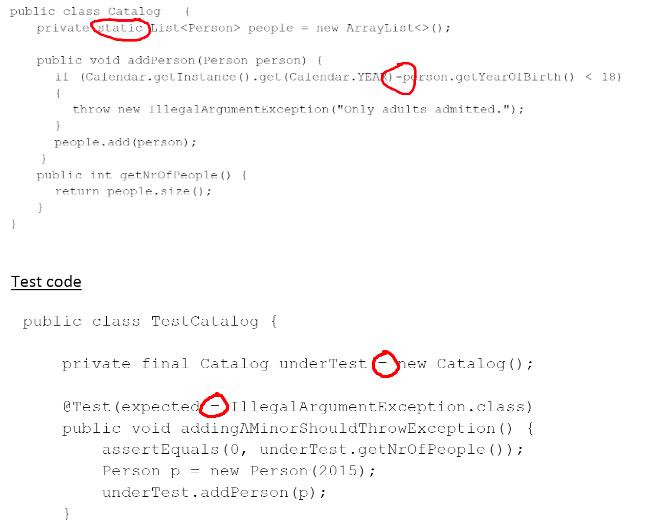 public class Catalog {
private static List<Person> people = new ArrayList<>();
public void addPerson(Person person) {
if (Calendar.getInstance().get(Calendar.YEAR)-person.getYearOfBirth() < 18)
{
throw new IllegalArgumentException("Only adults admitted.");
}
people.add(person);
}
public int getNrOfPeople() {
return people.size();
}
}
Test code
public class TestCatalog {
private final Catalog underTest = new Catalog();
@Test(expected = IllegalArgumentException.class)
public void addingAMinorShouldThrowException() {
assertEquals(0, underTest.getNrOfPeople());
Person p = new Person(2015);
underTest.addPerson(p);
}